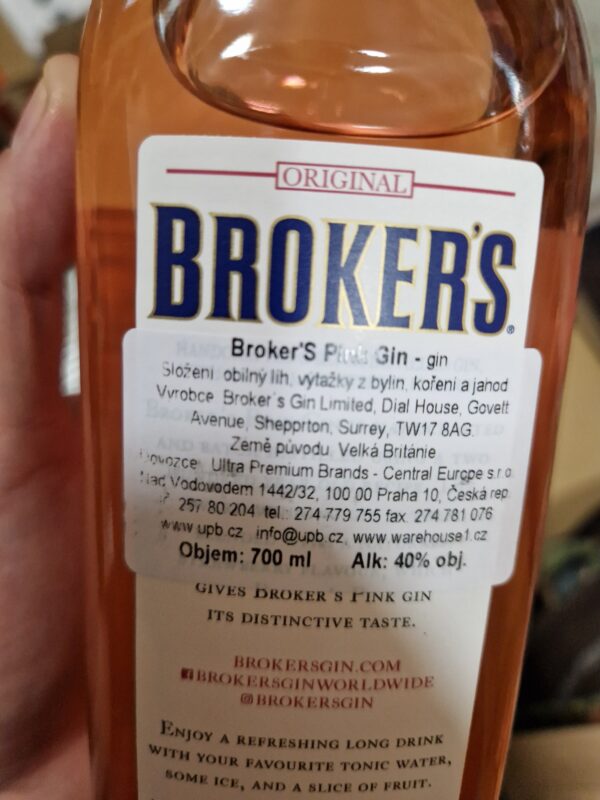 ORIGINAL
BROKER'S
Broker'S Pink Gin - gin
Složení: obilný líh, výtažky z bylin, koření a jahod
Vyrobce: Broker's Gin Limited, Dial House, Govett
Avenue, Shepprton, Surrey, TW17 8AG.
Země původu: Velká Británie
Dovozce: Ultra Premium Brands - Central Europe s.r.o.
Nad Vodovodem 1442/32, 100 00 Praha 10, Česká rep.
257 80 204 tel.: 274 779 755 fax. 274 781 076
www.upb.cz info@upb.cz, www.warehouse1.cz
Objem: 700 ml Alk: 40% obj.
GIVES BROKER'S PINK GIN
ITS DISTINCTIVE TASTE.
BROKERSGIN.COM
BROKERSGINWORLDWIDE
@BROKERSGIN
ENJOY A REFRESHING LONG DRINK
WITH YOUR FAVOURITE TONIC WATER,
SOME ICE, AND A SLICE OF FRUIT.